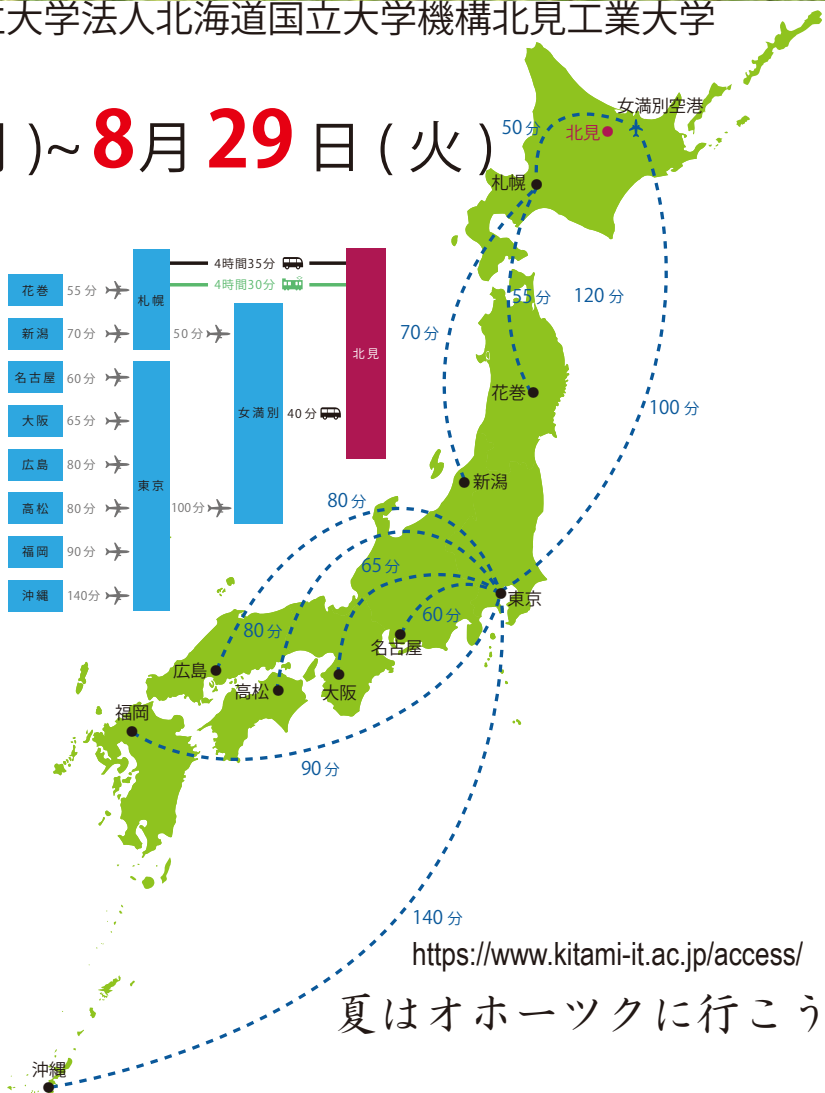 立大学法人北海道国立大学機構北見工業大学
)~8月29日(火)
女満別空港
50分
北見
札幌
4時間35分
4時間30分
花巻 55分
札幌
新潟 70分
50分
北見
名古屋 60分
大阪 65分
女満別 40分
広島 80分
東京
高松 80分
100分
福岡 90分
沖縄 140分
55分
120分
70分
花巻
100分
新潟
80分
65分
東京
60分
80分
名古屋
広島
高松
大阪
福岡
90分
140分
https://www.kitami-it.ac.jp/access/
夏はオホーツクに行こう
沖縄